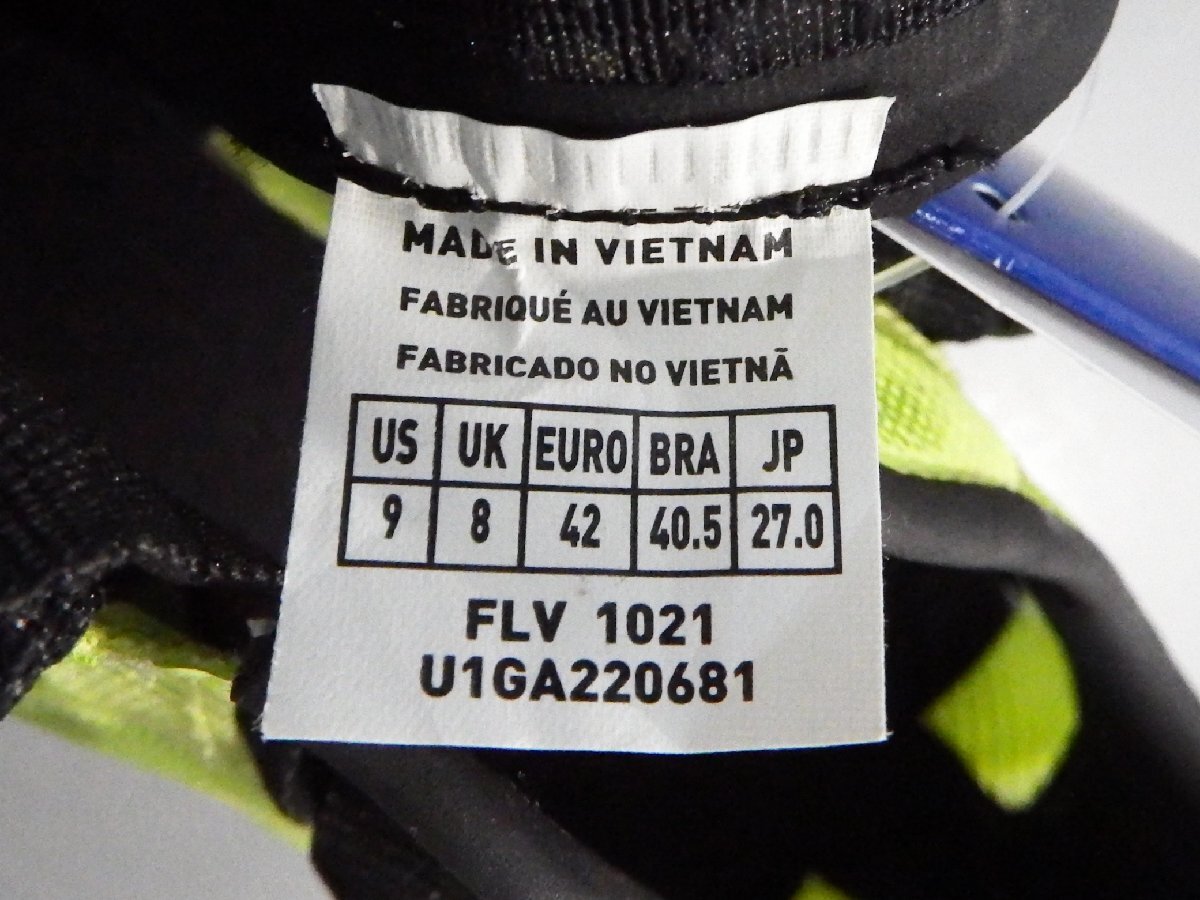 MADE IN VIETNAM
FABRIQUÉ AU VIETNAM
FABRICADO NO VIETNÃ
US UK EURO BRA JP
9 8 42 40.5 27.0
FLV 1021
U1GA220681